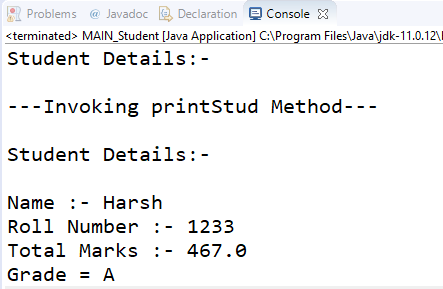 Problems @ Javadoc Declaration Console
<terminated> MAIN_Student [Java Application] C:\Program Files\Java\jdk-11.0.12\
Student Details:-
---Invoking printStud Method---
Student Details:-
Name :- Harsh
Roll Number :- 1233
Total Marks :- 467.0
Grade = A